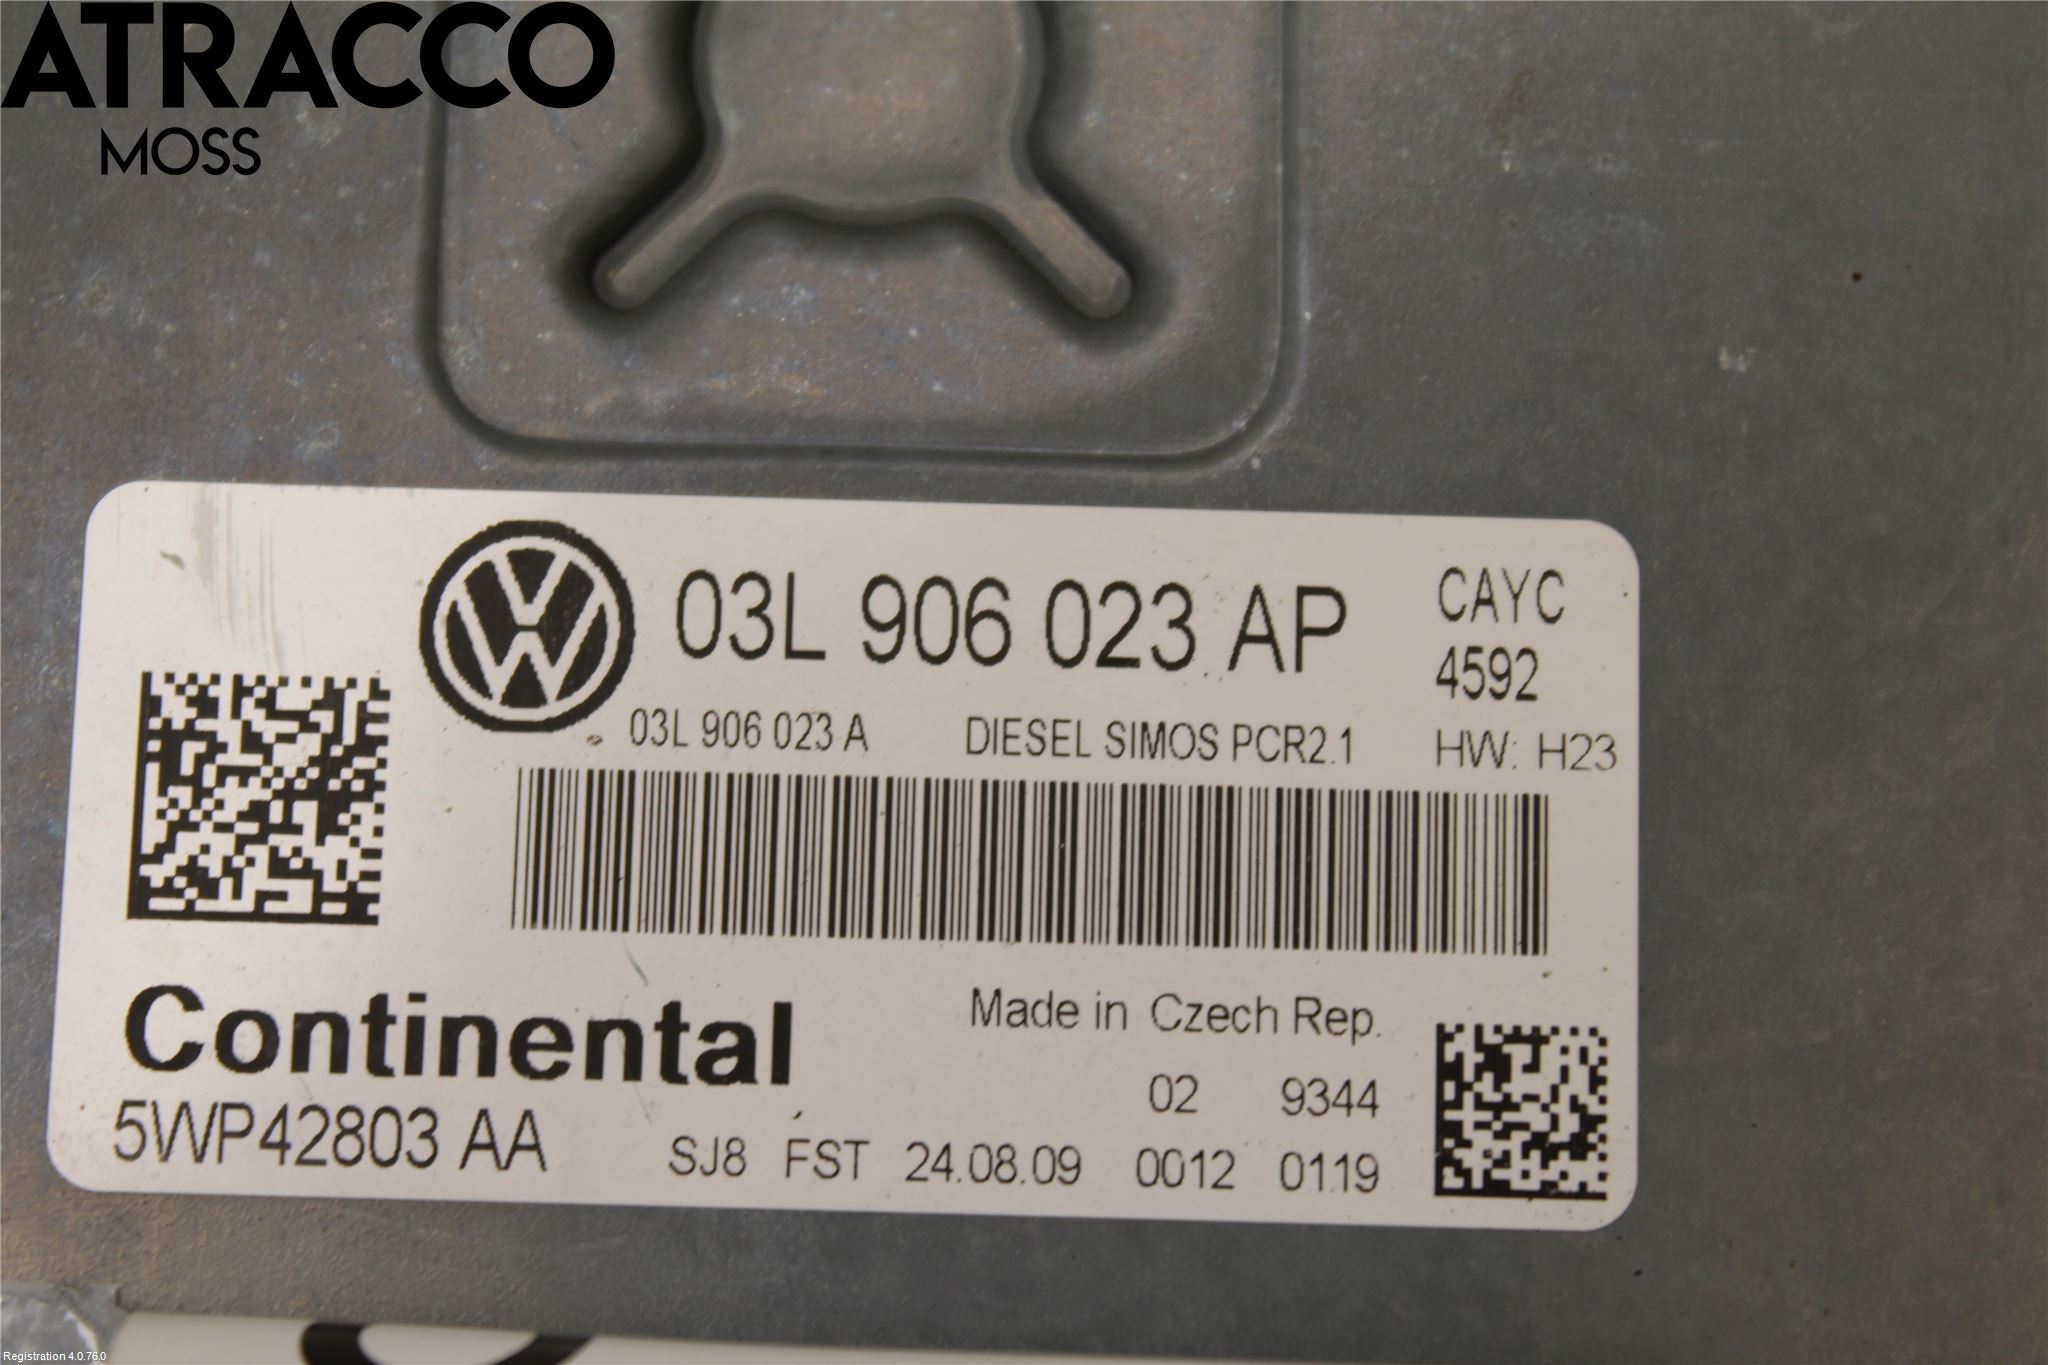 ATRACCO
MOSS
03L 906 023 AP
CAYC
4592
03L 906 023 A DIESEL SIMOS PCR2.1 HW: H23
Continental
Made in Czech Rep.
02 9344
5WP42803 AA SJ8 FST 24.08.09 0012 0119
Registration 4.0.76.0